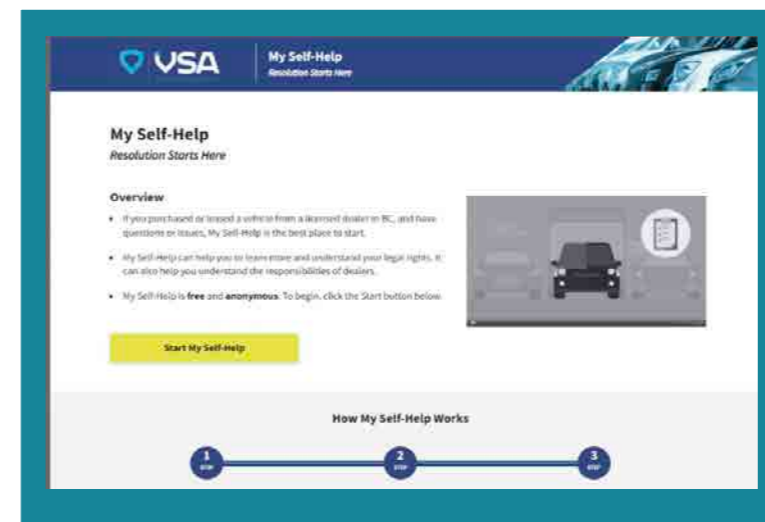 VSA
My Self-Help
Resolution Starts Here
My Self-Help
Resolution Starts Here
Overview
• If you purchased or leased a vehicle from a licensed dealer in BC, and have
questions or issues, My Self-Help is the best place to start.
• My Self-Help can help you to learn more and understand your legal rights. It
can also help you understand the responsibilities of dealers.
• My Self-Help is free and anonymous. To begin, click the Start button below.
Start My Self-Help
How My Self-Help Works
1
STEP
2
STEP
3
STEP